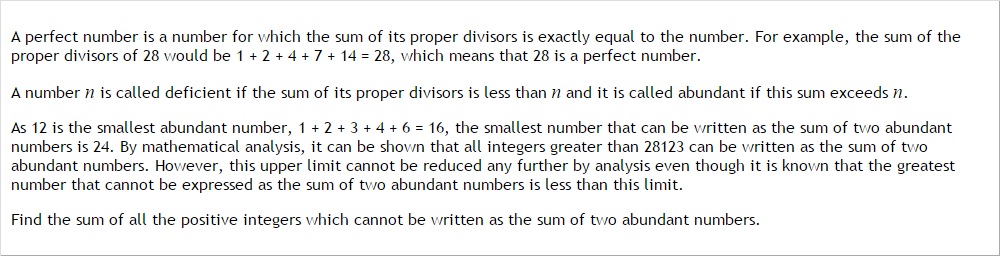 A perfect number is a number for which the sum of its proper divisors is exactly equal to the number. For example, the sum of the
proper divisors of 28 would be 1 + 2 + 4 + 7 + 14 = 28, which means that 28 is a perfect number.
A number n is called deficient if the sum of its proper divisors is less than n and it is called abundant if this sum exceeds n.
As 12 is the smallest abundant number, 1 + 2 + 3 + 4 + 6 = 16, the smallest number that can be written as the sum of two abundant
numbers is 24. By mathematical analysis, it can be shown that all integers greater than 28123 can be written as the sum of two
abundant numbers. However, this upper limit cannot be reduced any further by analysis even though it is known that the greatest
number that cannot be expressed as the sum of two abundant numbers is less than this limit.
Find the sum of all the positive integers which cannot be written as the sum of two abundant numbers.